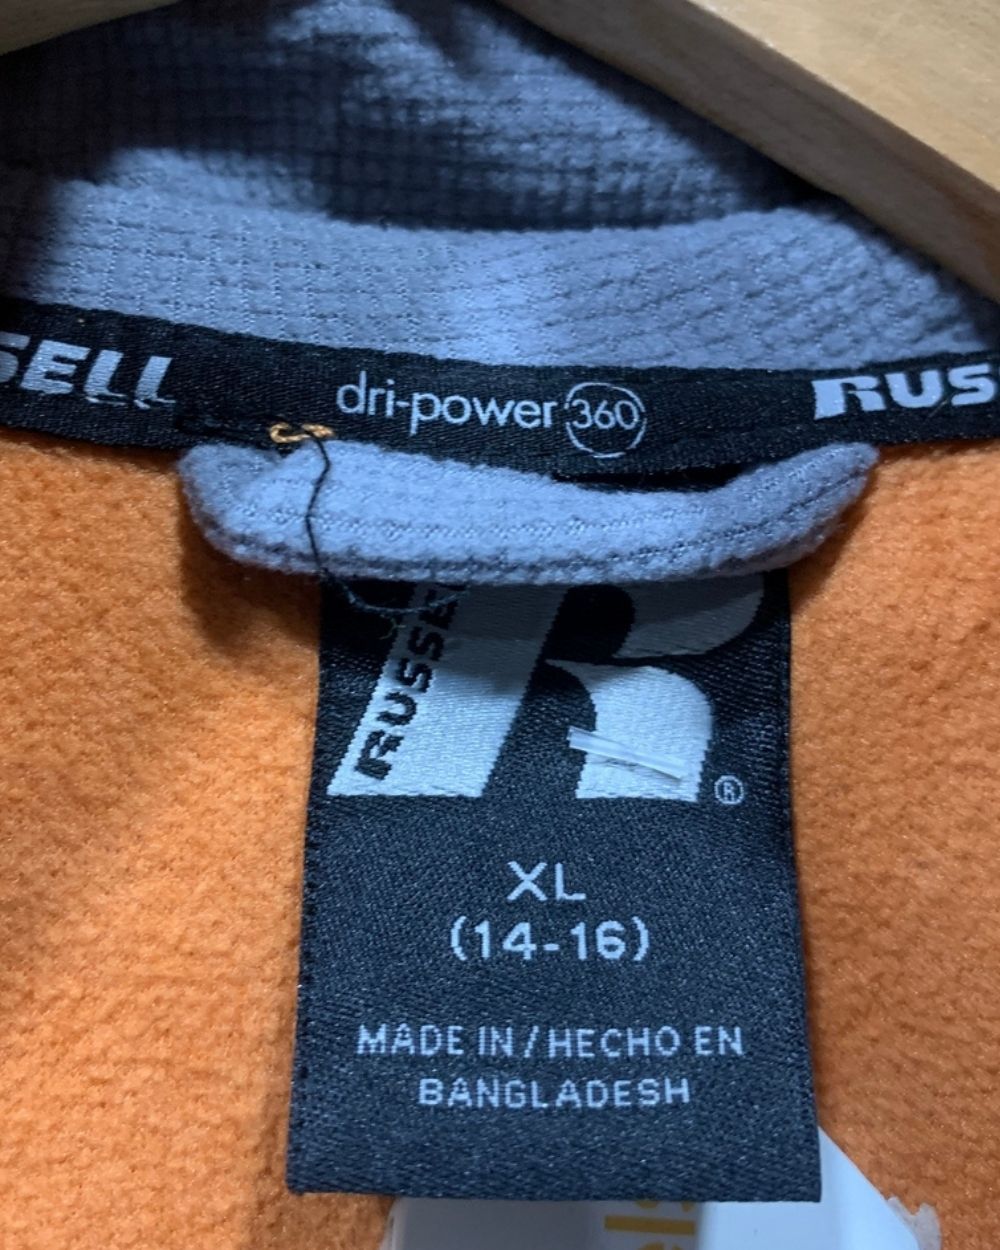 SELL dri-power 360 RUS
RUSSELL
R
®
XL
(14-16)
MADE IN / HECHO EN
BANGLADESH